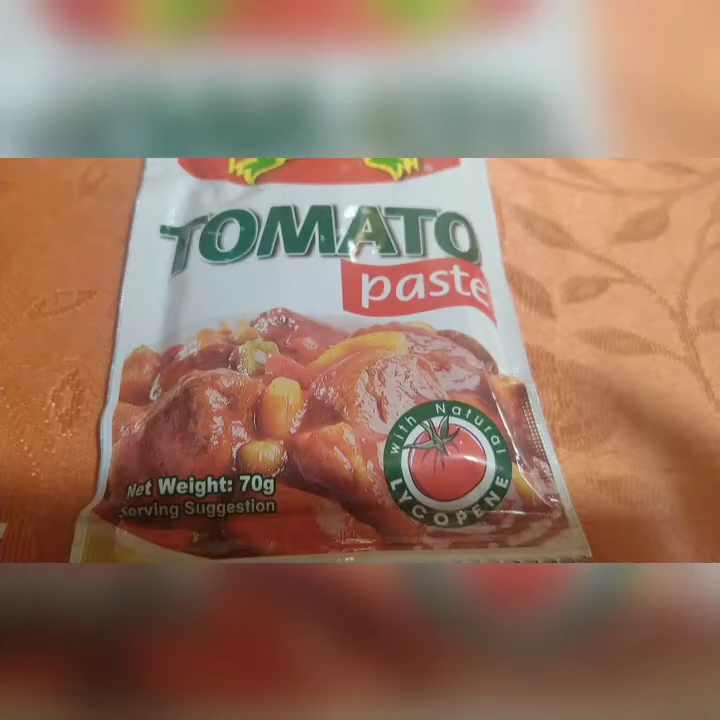 TOMATO
paste
with Natural
LYCOPENE
Net Weight: 70g
Serving Suggestion